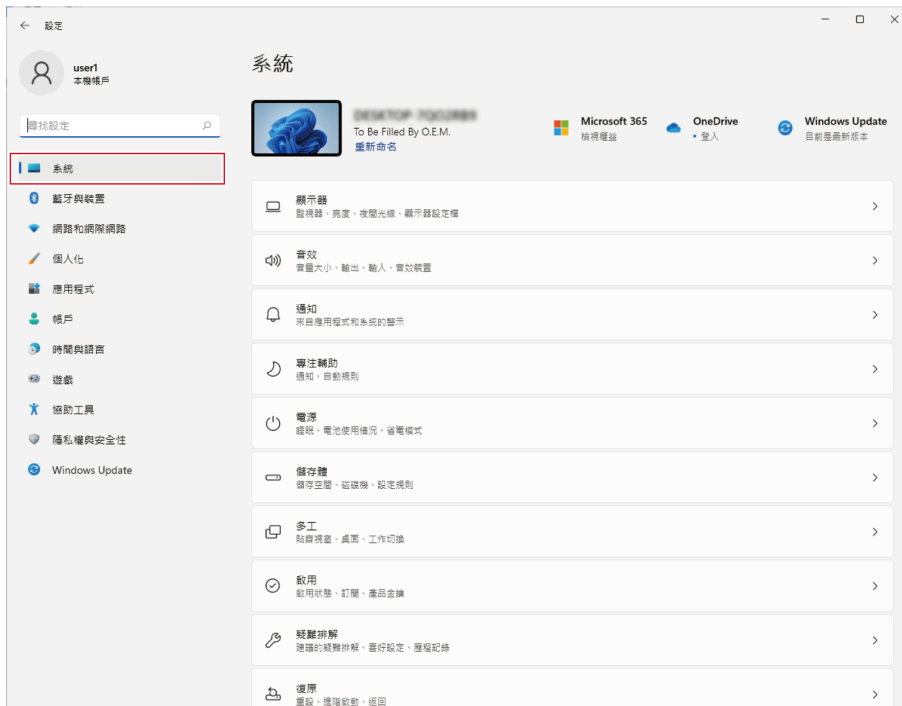 設定
user1
本機帳戶
尋找設定
系統
藍牙與裝置
網路和網際網路
個人化
應用程式
帳戶
時間與語言
遊戲
協助工具
隱私權與安全性
Windows Update
系統
To Be Filled By O.E.M.
重新命名
Microsoft 365
檢視權益
OneDrive
• 登入
Windows Update
目前是最新版本
顯示器
監視器、亮度、夜間光線、顯示器設定檔
音效
音量大小、輸出、輸入、音效裝置
通知
來自應用程式和系統的警示
專注輔助
通知，自動規則
電源
睡眠、電池使用情況、省電模式
儲存體
儲存空間、磁碟機、設定規則
多工
貼齊視窗、桌面、工作切換
啟用
啟用狀態、訂閱、產品金鑰
疑難排解
建議的疑難排解、喜好設定、歷程記錄
復原
重設、進階啟動、返回